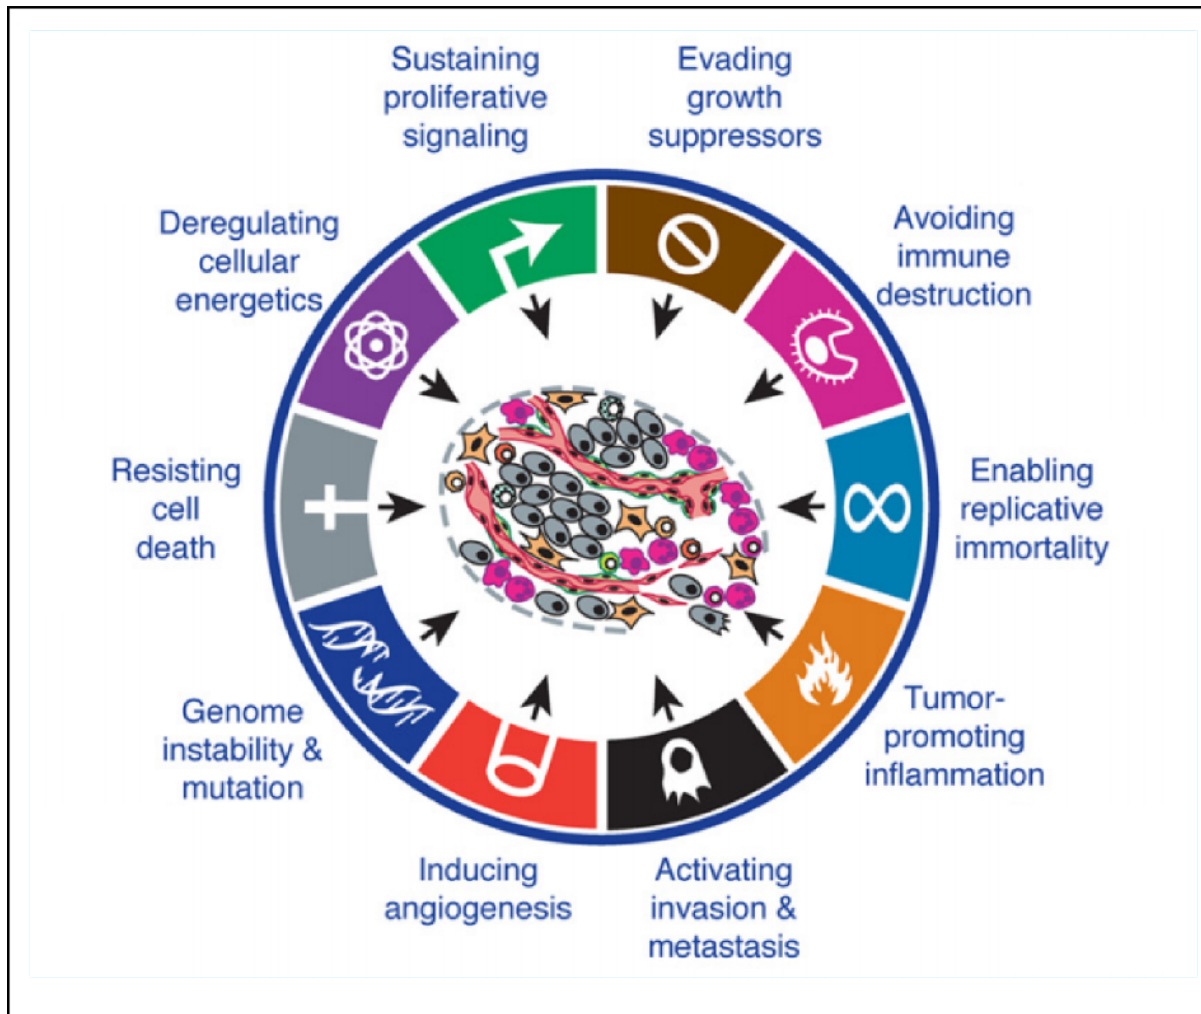 Sustaining
proliferative
signaling
Evading
growth
suppressors
Avoiding
immune
destruction
Enabling
replicative
immortality
Tumor-
promoting
inflammation
Activating
invasion &
metastasis
Inducing
angiogenesis
Genome
instability &
mutation
Resisting
cell
death
Deregulating
cellular
energetics